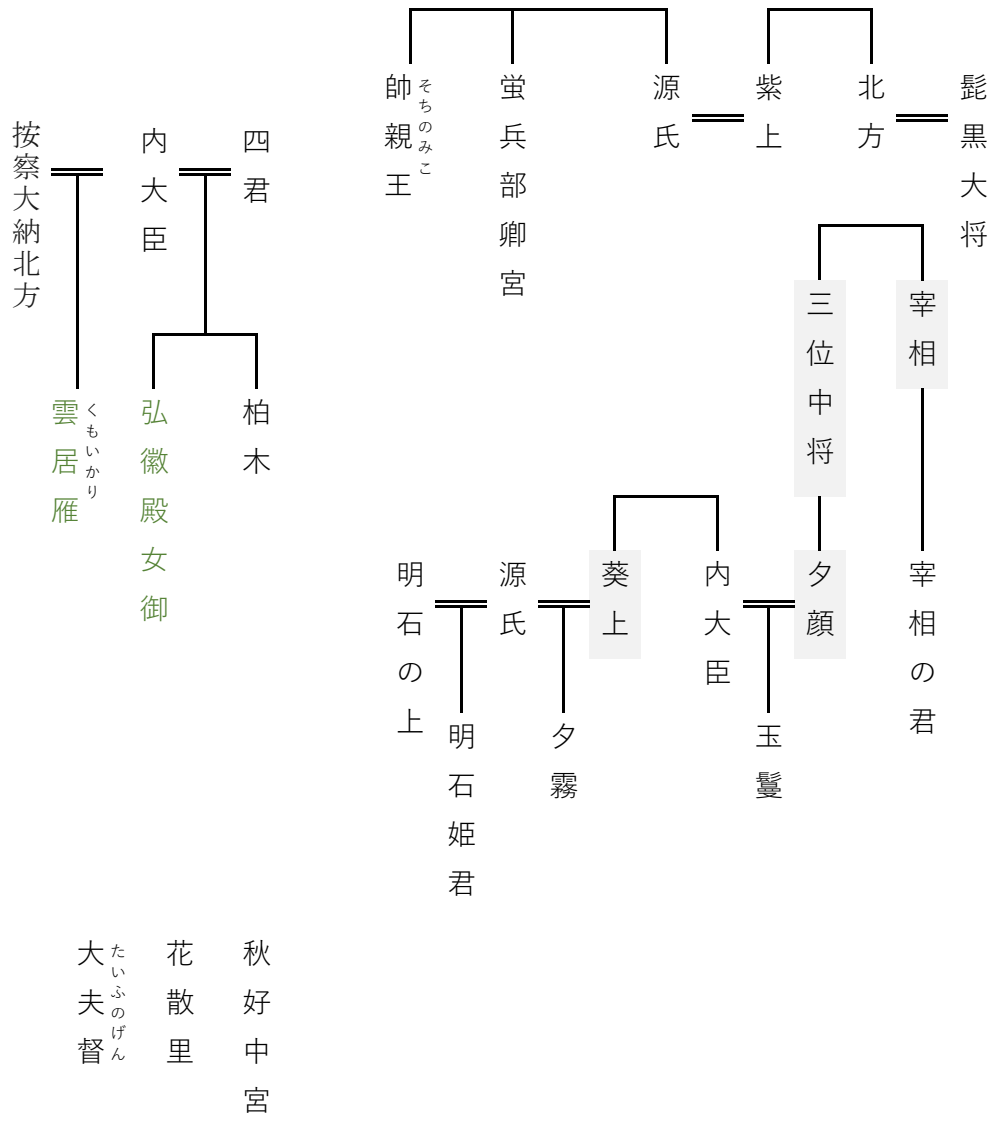 髭黒大将
北方
紫上
源氏
蛍兵部卿宮
帥親王
そちのみこ
四君
内大臣
按察大納北方
宰相
三位中将
柏木
弘徽殿女御
雲居雁
くもいかり
宰相の君
夕顔
内大臣
葵上
源氏
明石の上
玉鬘
夕霧
明石姫君
秋好中宮
花散里
大夫督
たいふのげん